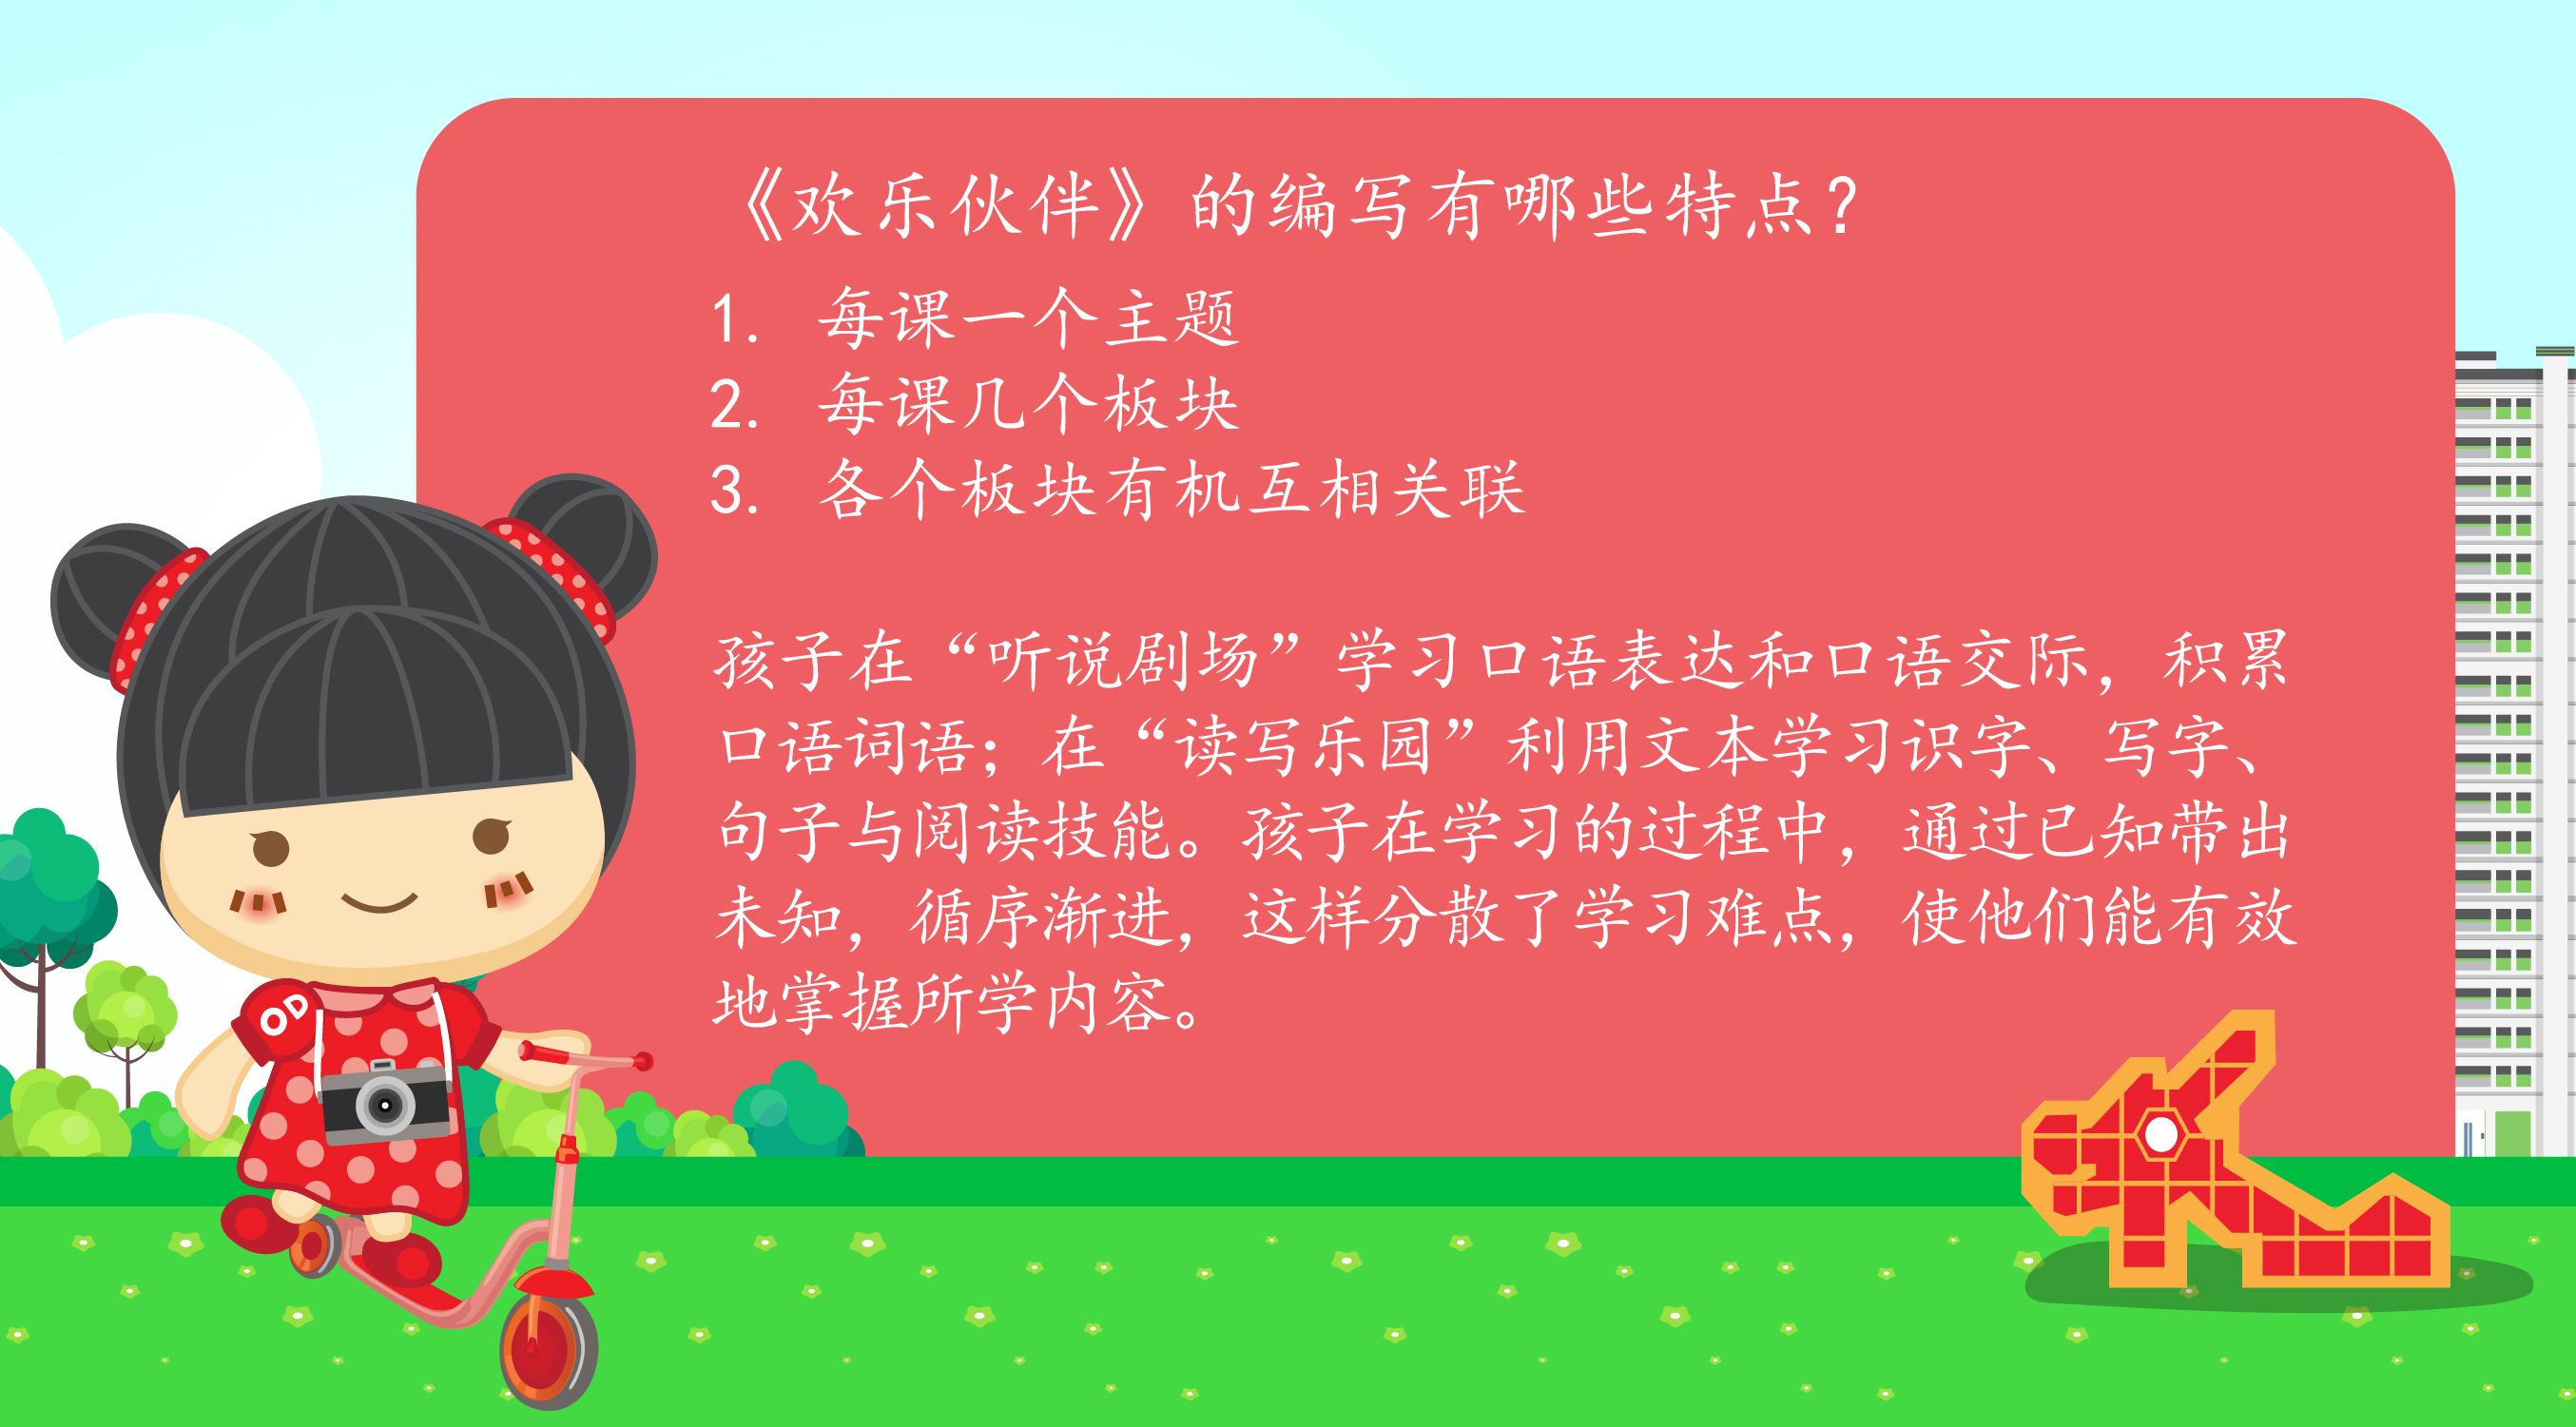 《欢乐伙伴》的编写有哪些特点？
1. 每课一个主题
2. 每课几个板块
3. 各个板块有机互相关联
孩子在“听说剧场”学习口语表达和口语交际，积累
口语词语；在“读写乐园”利用文本学习识字、写字、
句子与阅读技能。孩子在学习的过程中，通过已知带出
未知，循序渐进，这样分散了学习难点，使他们能有效
地掌握所学内容。
OD